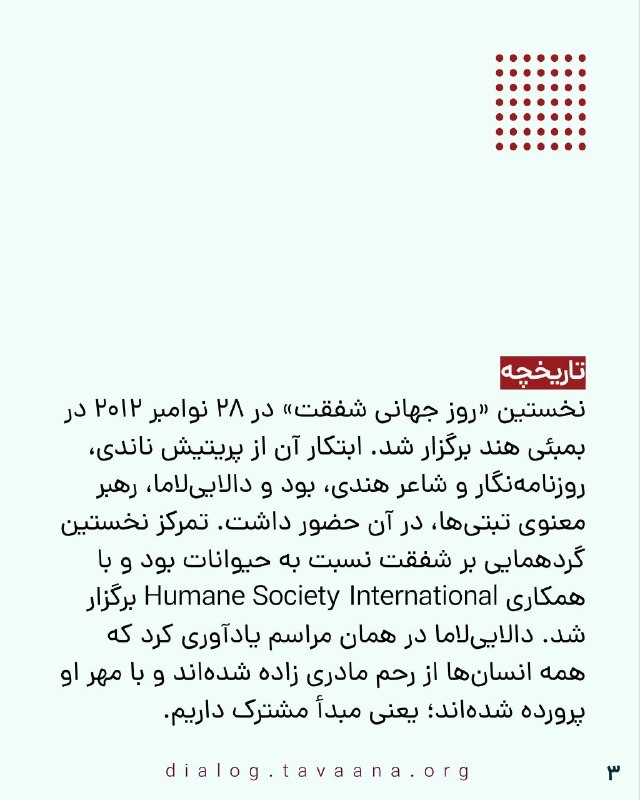 تاریخچه
نخستین «روز جهانی شفقت» در ۲۸ نوامبر ۲۰۱۲ در
بمبئی هند برگزار شد. ابتکار آن از پریتیش ناندی،
روزنامه‌نگار و شاعر هندی، بود و دالایی‌لاما، رهبر
معنوی تبتی‌ها، در آن حضور داشت. تمرکز نخستین
گردهمایی بر شفقت نسبت به حیوانات بود و با
همکاری Humane Society International برگزار
شد. دالایی‌لاما در همان مراسم یادآوری کرد که
همه انسان‌ها از رحم مادری زاده شده‌اند و با مهر او
پرورده شده‌اند؛ یعنی مبدأ مشترک داریم.
dialog.tavaana.org
۳